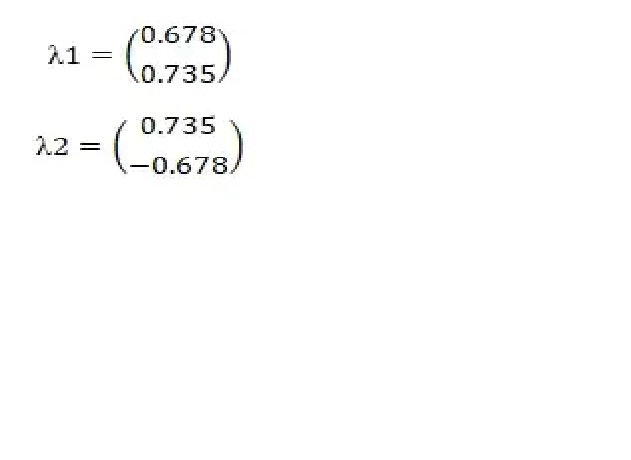 λ1 = (0.678
0.735)
λ2 = (0.735
−0.678)